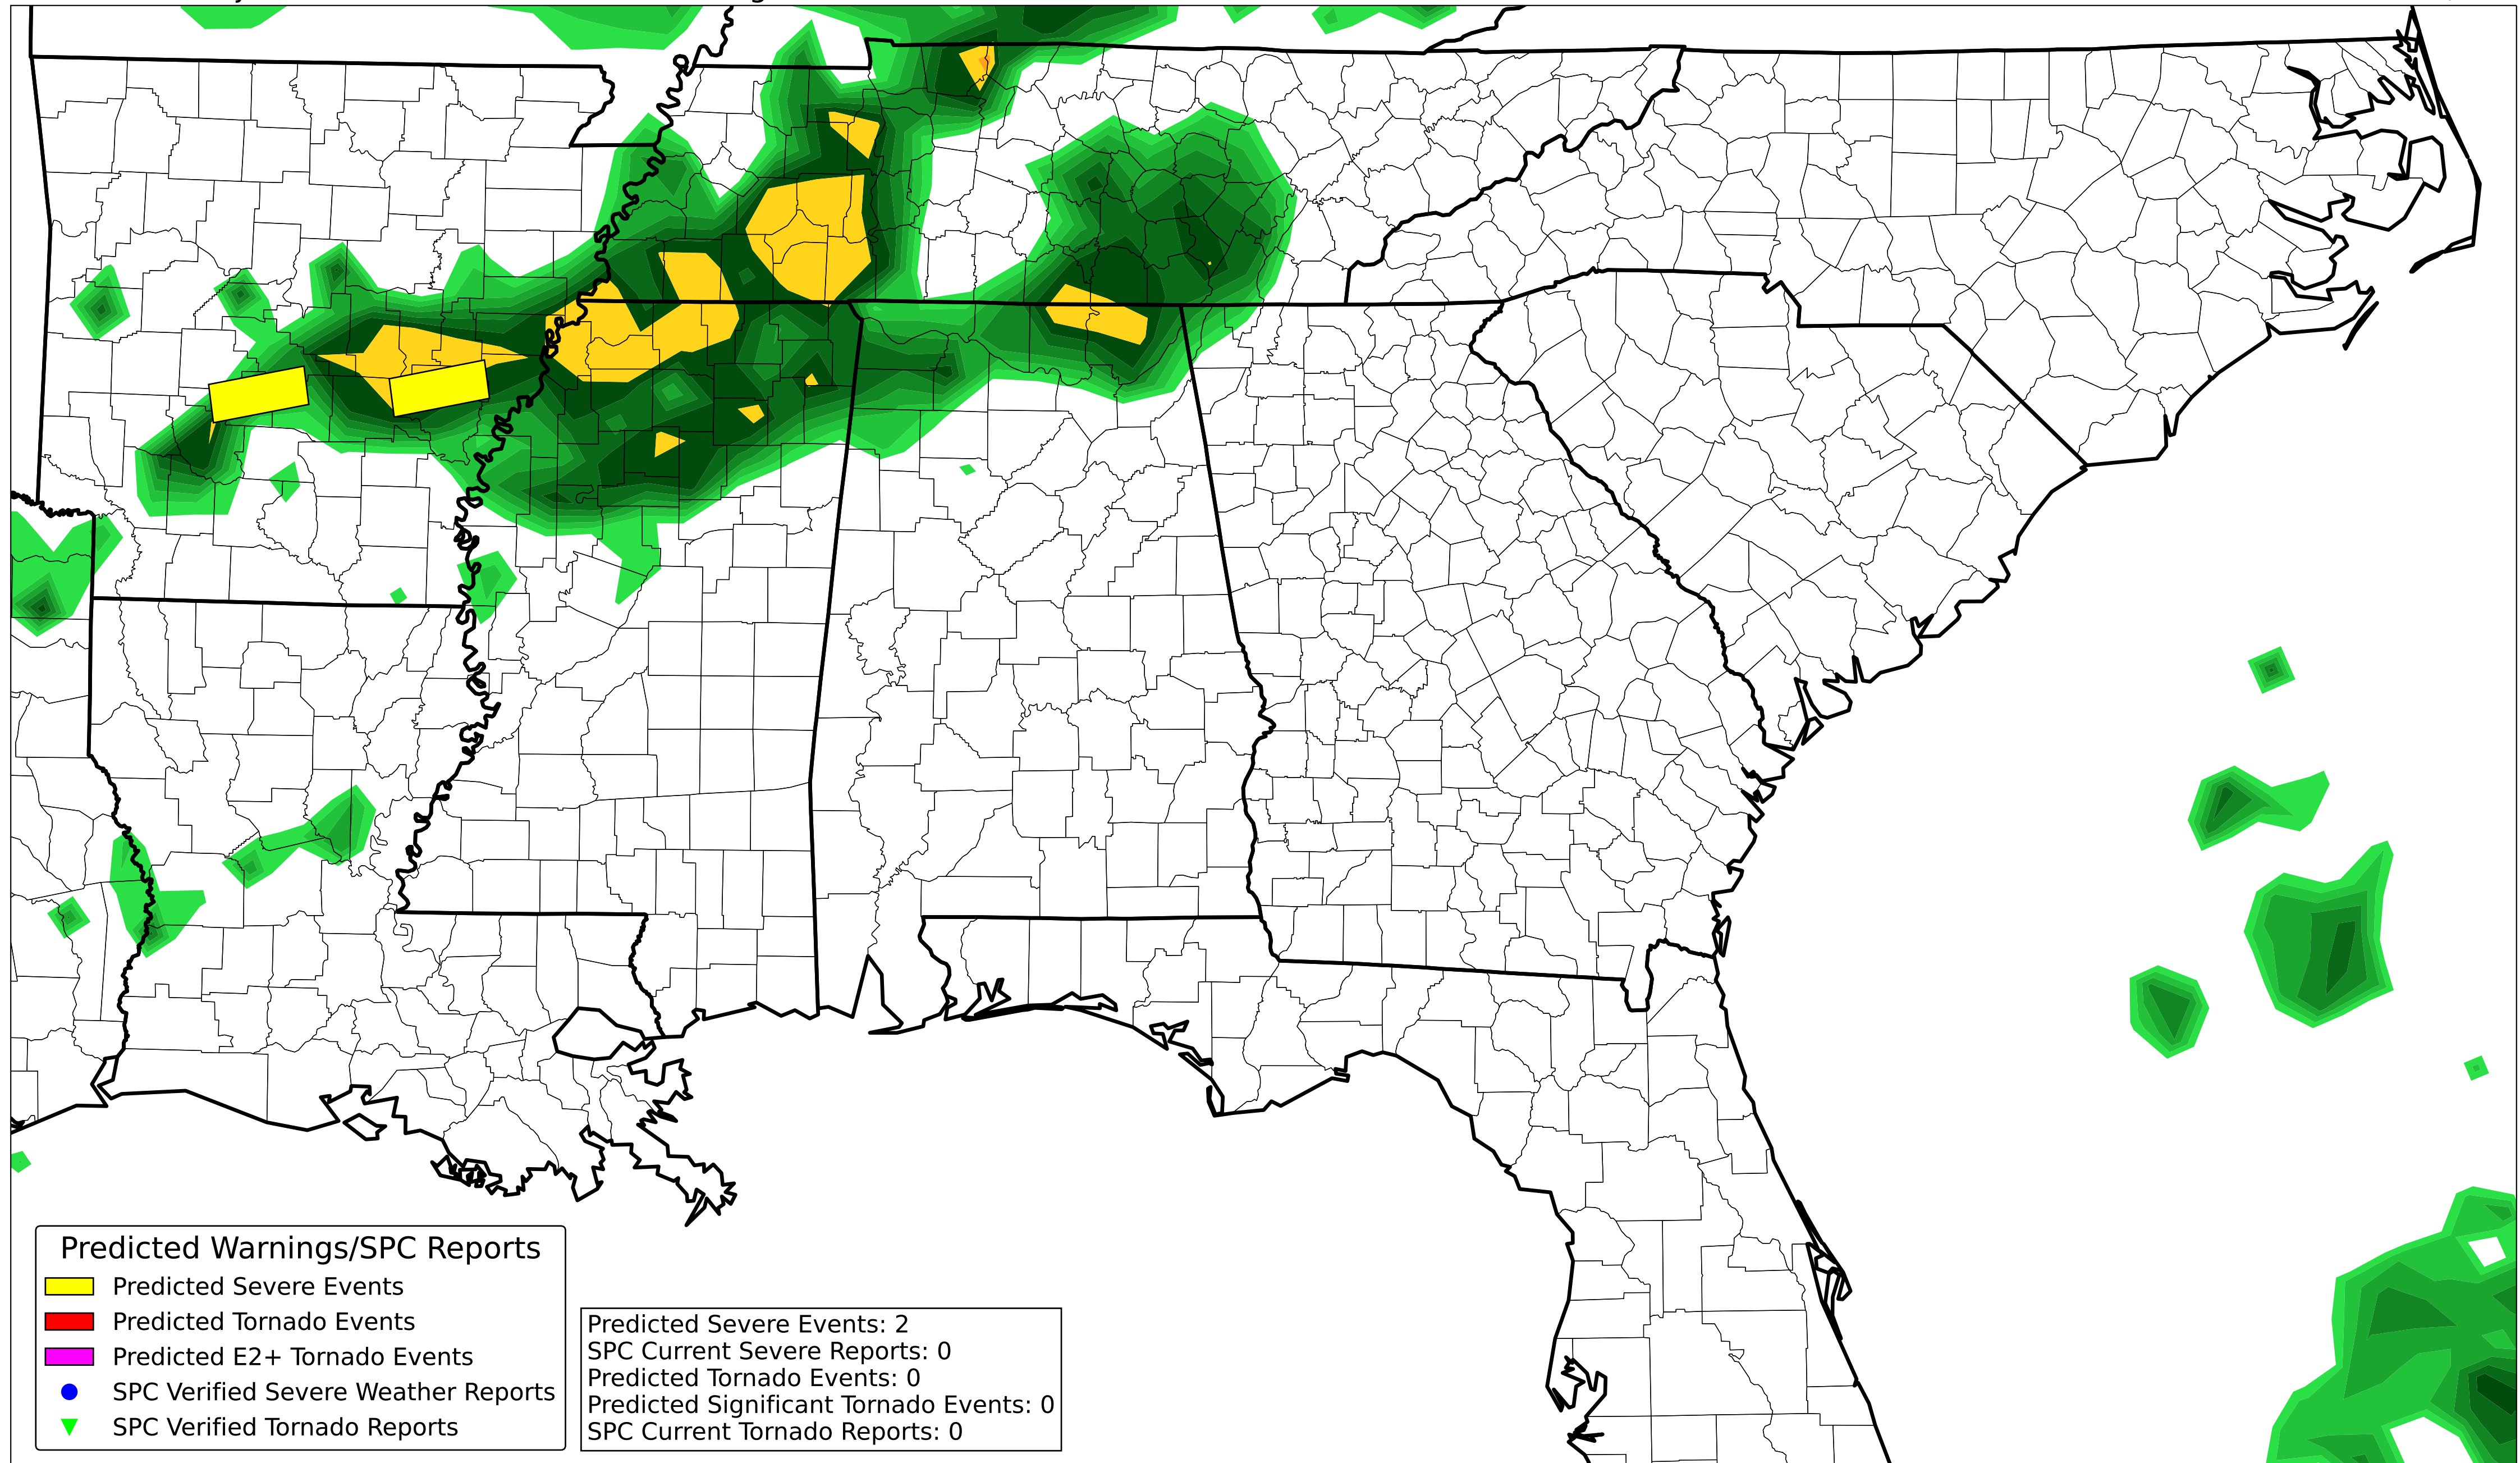 Predicted Warnings/SPC Reports
Predicted Severe Events
Predicted Tornado Events
Predicted E2+ Tornado Events
SPC Verified Severe Weather Reports
SPC Verified Tornado Reports
Predicted Severe Events: 2
SPC Current Severe Reports: 0
Predicted Tornado Events: 0
Predicted Significant Tornado Events: 0
SPC Current Tornado Reports: 0